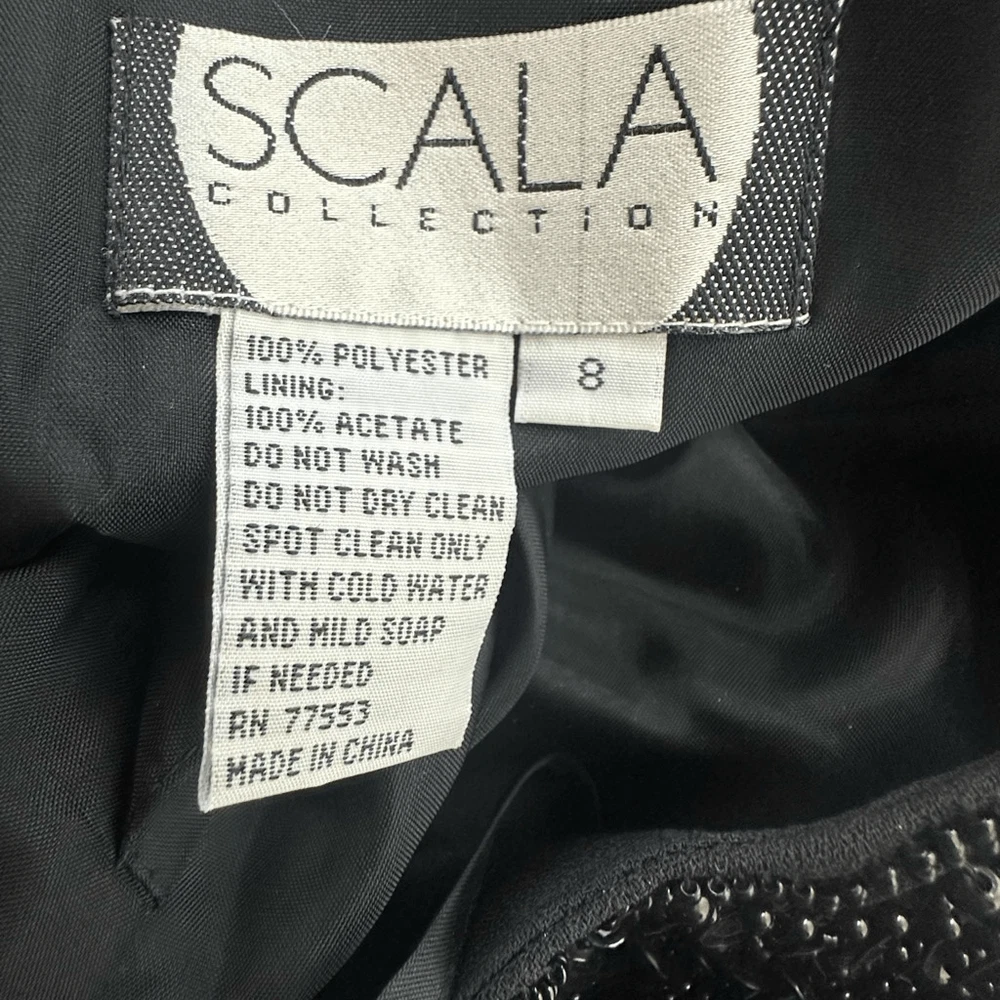 SCALA
COLLECTION
100% POLYESTER
LINING:
100% ACETATE
DO NOT WASH
DO NOT DRY CLEAN
SPOT CLEAN ONLY
WITH COLD WATER
AND MILD SOAP
IF NEEDED
RN 77553
MADE IN CHINA
8